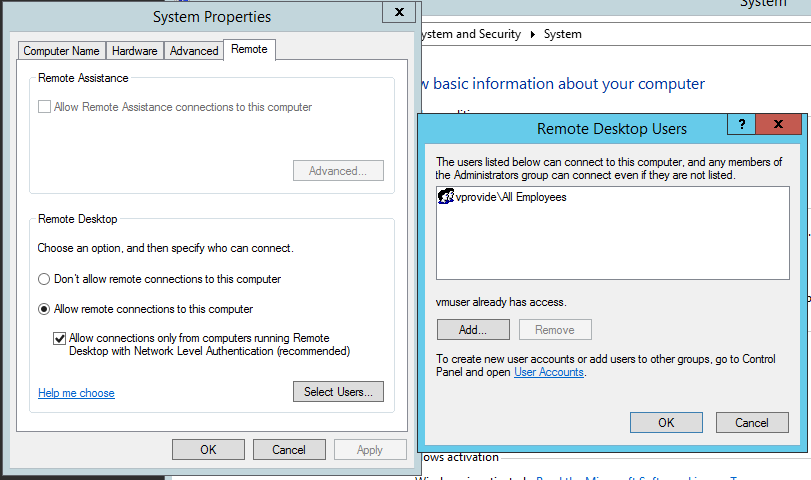 System Properties
x
Computer Name
Hardware
Advanced
Remote
Remote Assistance
Allow Remote Assistance connections to this computer
Advanced...
Remote Desktop
Choose an option, and then specify who can connect.
Don't allow remote connections to this computer
Allow remote connections to this computer
Allow connections only from computers running Remote
Desktop with Network Level Authentication (recommended)
Help me choose
Select Users...
OK
Cancel
Apply
System
ystem and Security
System
w basic information about your computer
Remote Desktop Users
?
x
The users listed below can connect to this computer, and any members of
the Administrators group can connect even if they are not listed.
vprovide\All Employees
vmuser already has access.
Add...
Remove
To create new user accounts or add users to other groups, go to Control
Panel and open User Accounts.
OK
Cancel
ows activation